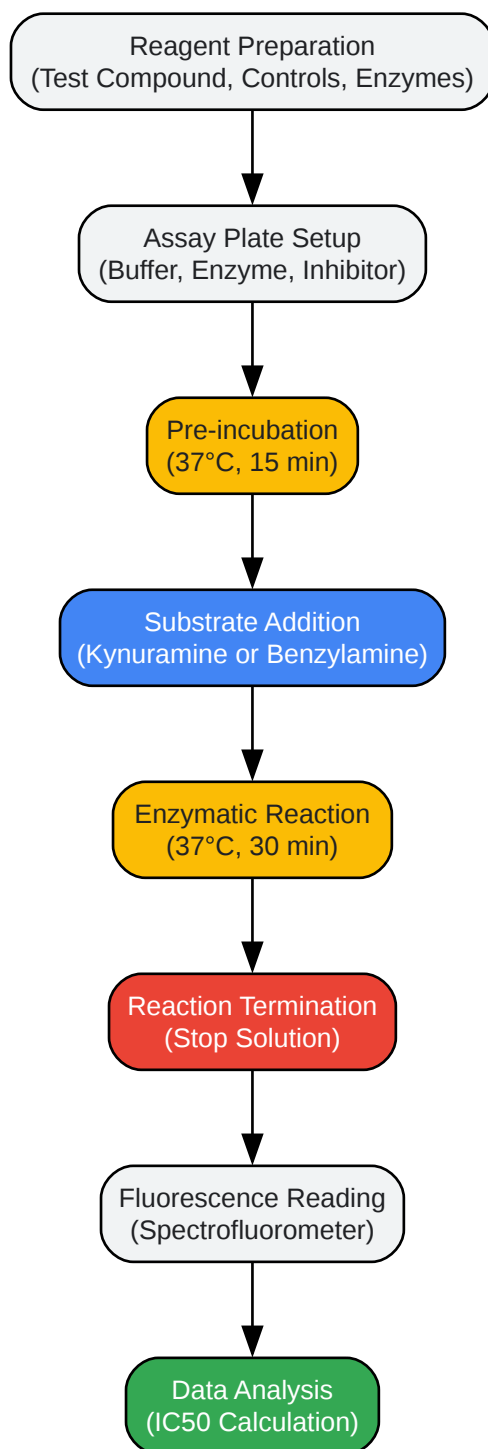 Reagent Preparation
(Test Compound, Controls, Enzymes)
Assay Plate Setup
(Buffer, Enzyme, Inhibitor)
Pre-incubation
(37°C, 15 min)
Substrate Addition
(Kynuramine or Benzylamine)
Enzymatic Reaction
(37°C, 30 min)
Reaction Termination
(Stop Solution)
Fluorescence Reading
(Spectrofluorometer)
Data Analysis
(IC50 Calculation)